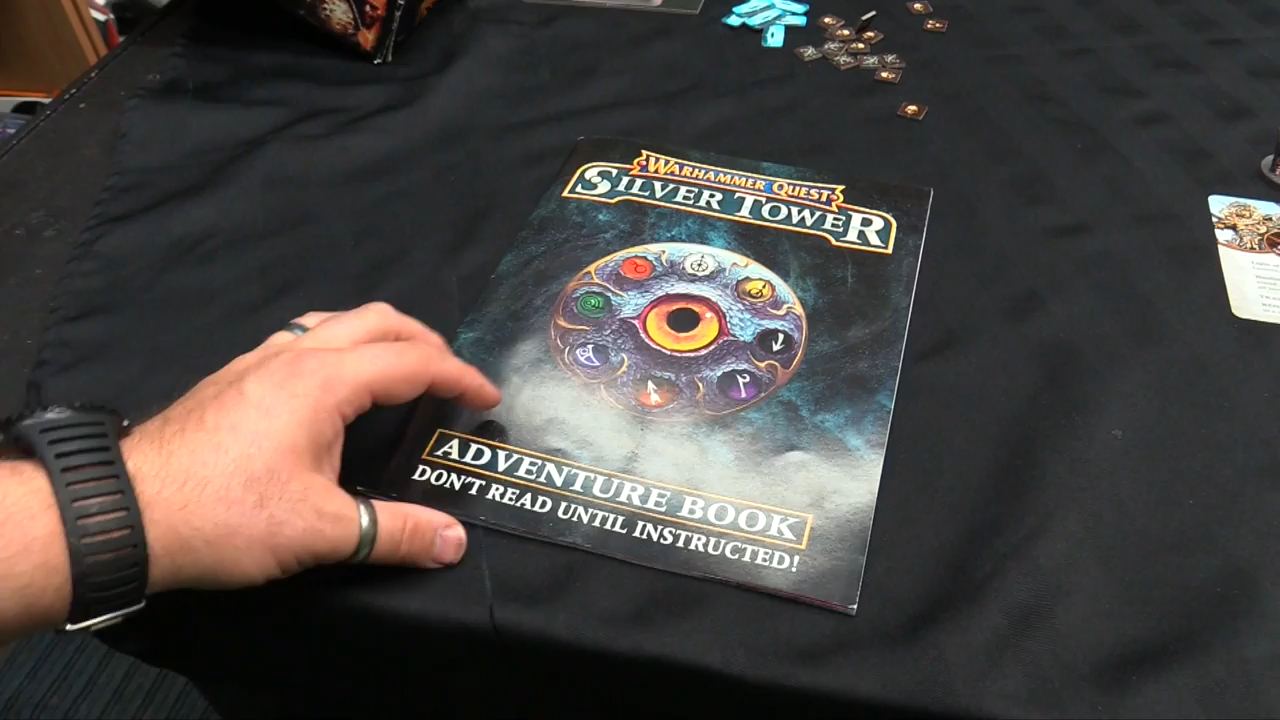 WARHAMMER QUEST
SILVER TOWER
ADVENTURE BOOK
DON'T READ UNTIL INSTRUCTED!